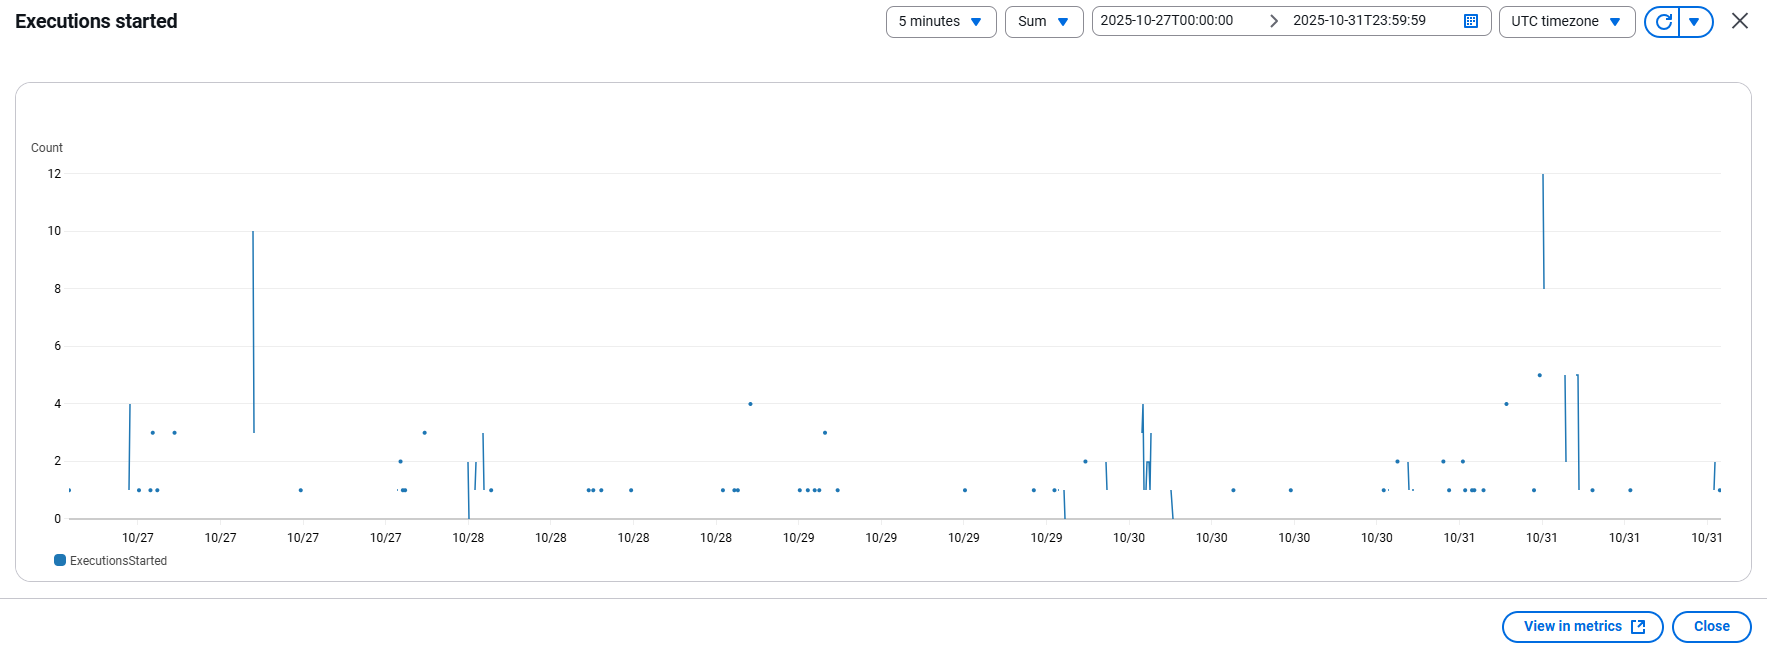 Executions started
5 minutes Sum 2025-10-27T00:00:00 2025-10-31T23:59:59 UTC timezone
Count
12
10
8
6
4
2
0
10/27 10/27 10/27 10/27 10/28 10/28 10/28 10/28 10/29 10/29 10/29 10/29 10/30 10/30 10/30 10/30 10/31 10/31 10/31 10/31
ExecutionsStarted
View in metrics Close